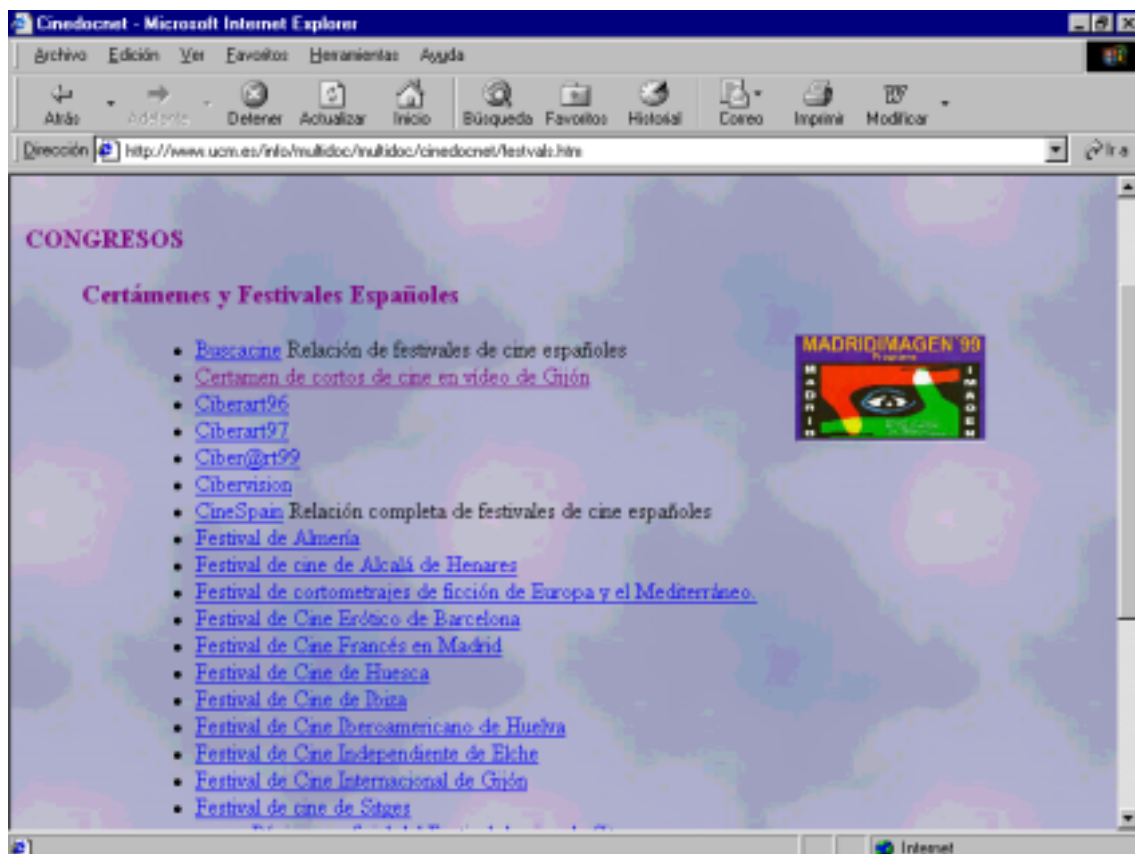 Cinedocnet - Microsoft Internet Explorer
Archivo Edición Ver Favoritos Herramientas Ayuda
Atrás Adelante Detener Actualizar Inicio Búsqueda Favoritos Historial Correo Imprimir Modificar
Dirección http://www.ucm.es/info/multidoc/multidoc/cinedocnet/festvals.htm Ir a
CONGRESOS
Certámenes y Festivales Españoles
MADRIDIMAGEN'99
Programa
MADRID
IMAGEN
Buscacine Relación de festivales de cine españoles
Certamen de cortos de cine en vídeo de Gijón
Ciberart96
Ciberart97
Ciber@rt99
Cibervision
CineSpain Relación completa de festivales de cine españoles
Festival de Almería
Festival de cine de Alcalá de Henares
Festival de cortometrajes de ficción de Europa y el Mediterráneo.
Festival de Cine Erótico de Barcelona
Festival de Cine Francés en Madrid
Festival de Cine de Huesca
Festival de Cine de Ibiza
Festival de Cine Iberoamericano de Huelva
Festival de Cine Independiente de Elche
Festival de Cine Internacional de Gijón
Festival de cine de Sitges
Internet